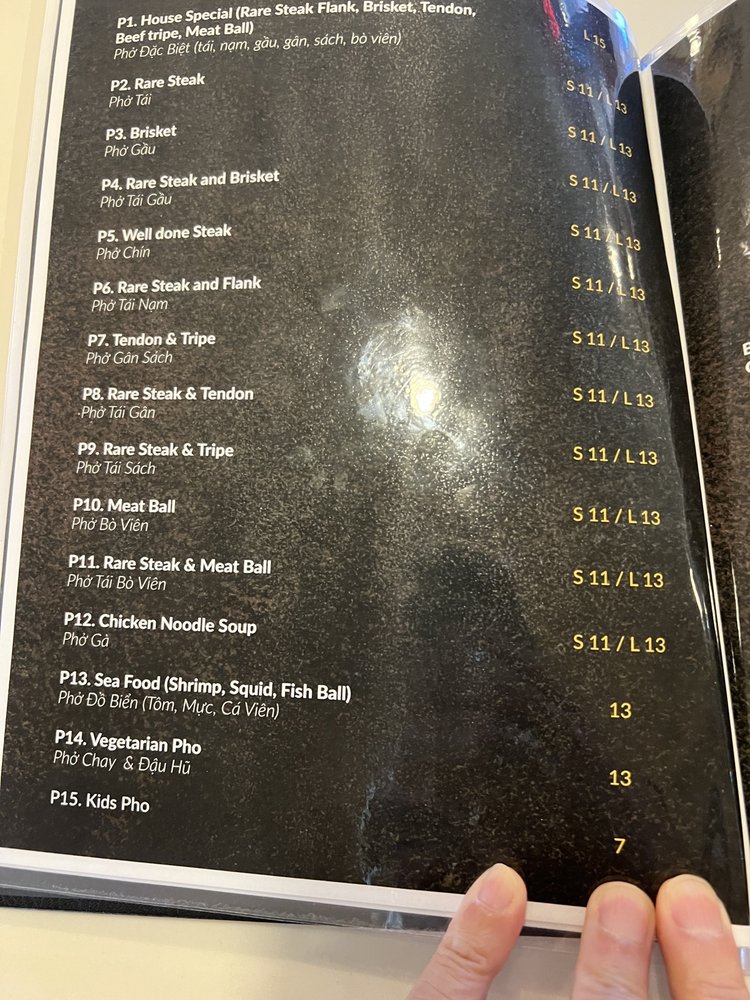 P1. House Special (Rare Steak Flank, Brisket, Tendon,
Beef tripe, Meat Ball)
Phở Đặc Biệt (tái, nạm, gầu, gân, sách, bò viên)
L 15
P2. Rare Steak
Phở Tái
S 11 / L 13
P3. Brisket
Phở Gầu
S 11 / L 13
P4. Rare Steak and Brisket
Phở Tái Gầu
S 11 / L 13
P5. Well done Steak
Phở Chín
S 11 / L 13
P6. Rare Steak and Flank
Phở Tái Nạm
S 11 / L 13
P7. Tendon & Tripe
Phở Gân Sách
S 11 / L 13
P8. Rare Steak & Tendon
Phở Tái Gân
S 11 / L 13
P9. Rare Steak & Tripe
Phở Tái Sách
S 11 / L 13
P10. Meat Ball
Phở Bò Viên
S 11 / L 13
P11. Rare Steak & Meat Ball
Phở Tái Bò Viên
S 11 / L 13
P12. Chicken Noodle Soup
Phở Gà
S 11 / L 13
P13. Sea Food (Shrimp, Squid, Fish Ball)
Phở Đồ Biển (Tôm, Mực, Cá Viên)
13
P14. Vegetarian Pho
Phở Chay & Đậu Hũ
13
P15. Kids Pho
7